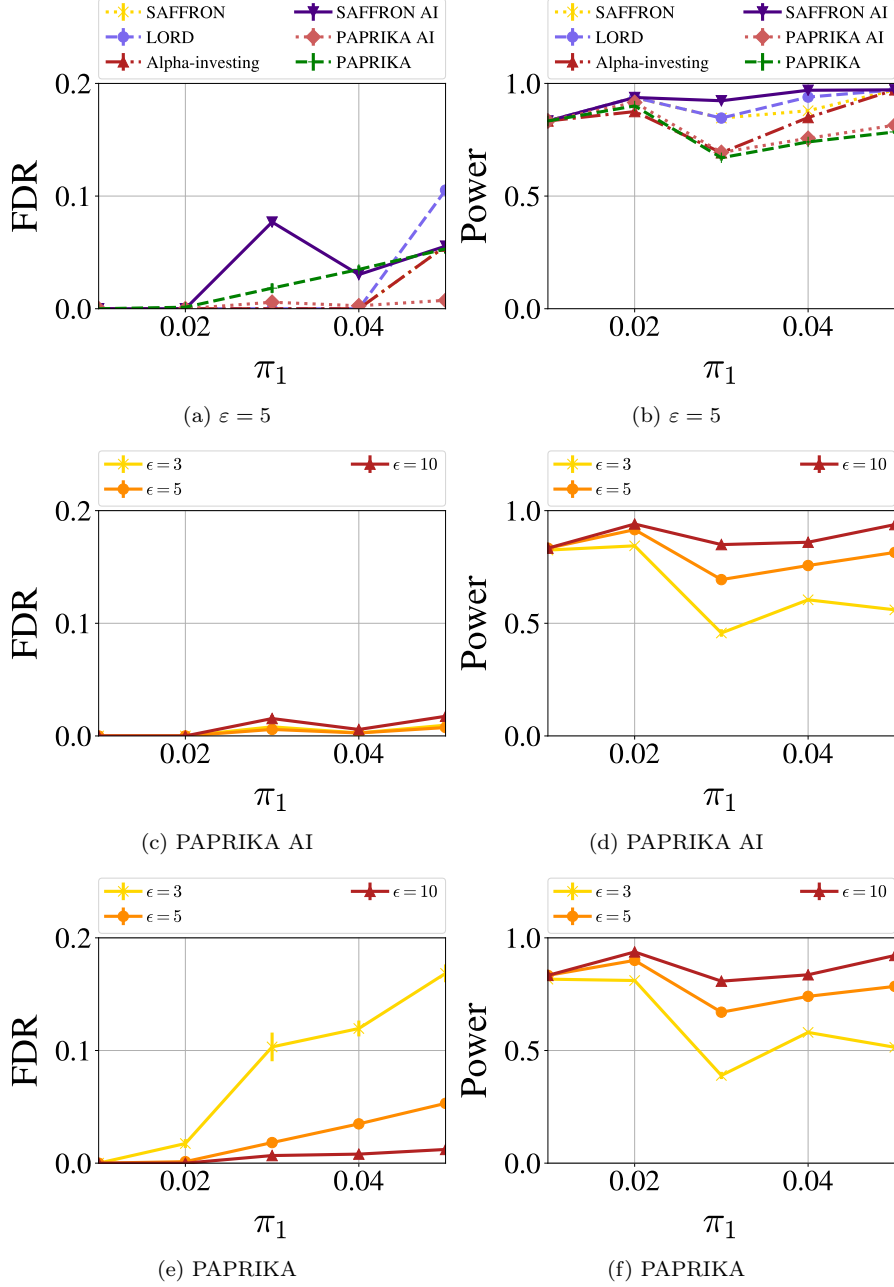 SAFFRON
LORD
Alpha-investing
SAFFRON AI
PAPRIKA AI
PAPRIKA
0.2
0.1
0.0
FDR
0.02
0.04
π1
(a) ε = 5
SAFFRON
LORD
Alpha-investing
SAFFRON AI
PAPRIKA AI
PAPRIKA
1.0
0.5
0.0
Power
0.02
0.04
π1
(b) ε = 5
ϵ = 3
ϵ = 5
ϵ = 10
0.2
0.1
0.0
FDR
0.02
0.04
π1
(c) PAPRIKA AI
ϵ = 3
ϵ = 5
ϵ = 10
1.0
0.5
0.0
Power
0.02
0.04
π1
(d) PAPRIKA AI
ϵ = 3
ϵ = 5
ϵ = 10
0.2
0.1
0.0
FDR
0.02
0.04
π1
(e) PAPRIKA
ϵ = 3
ϵ = 5
ϵ = 10
1.0
0.5
0.0
Power
0.02
0.04
π1
(f) PAPRIKA